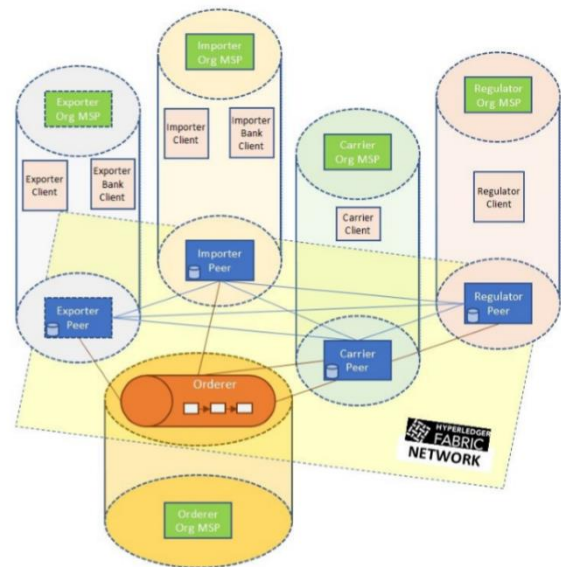 Importer
Org MSP
Exporter
Org MSP
Regulator
Org MSP
Importer
Client
Importer
Bank
Client
Carrier
Org MSP
Exporter
Client
Exporter
Bank
Client
Regulator
Client
Carrier
Client
Importer
Peer
Exporter
Peer
Regulator
Peer
Carrier
Peer
Orderer
HYPERLEDGER
FABRIC
NETWORK
Orderer
Org MSP